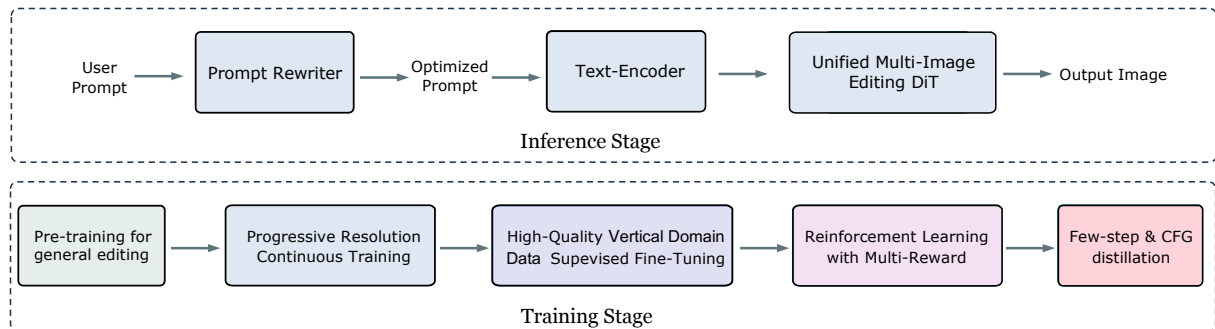 User
Prompt
Prompt Rewriter
Optimized
Prompt
Text-Encoder
Unified Multi-Image
Editing DiT
Output Image
Inference Stage
Pre-training for
general editing
Progressive Resolution
Continuous Training
High-Quality Vertical Domain
Data Supevised Fine-Tuning
Reinforcement Learning
with Multi-Reward
Few-step & CFG
distillation
Training Stage